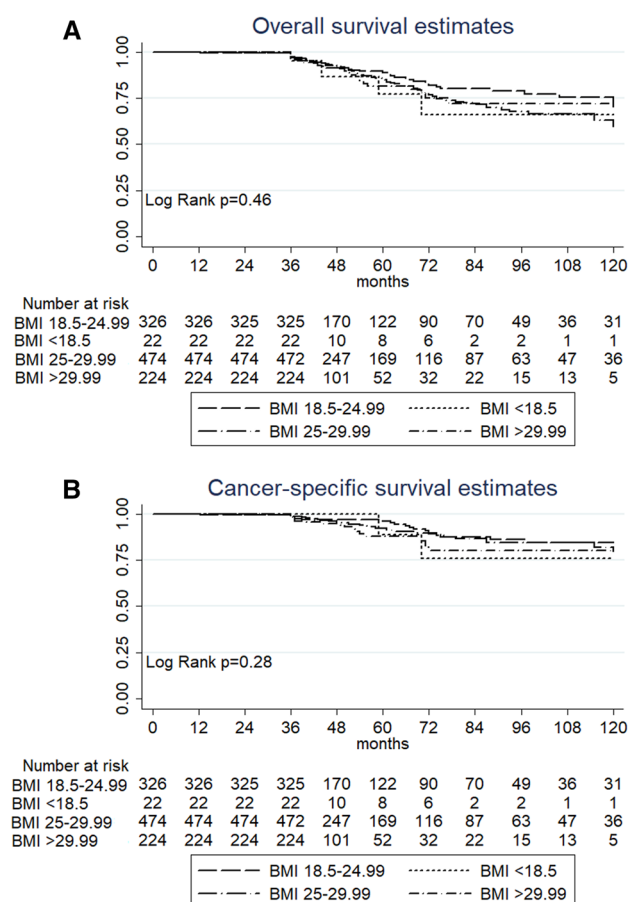 A
Overall survival estimates
1.00
0.75
0.50
0.25
0.00
Log Rank p=0.46
0 12 24 36 48 60 72 84 96 108 120
months
Number at risk
BMI 18.5-24.99 326 326 325 325 170 122 90 70 49 36 31
BMI <18.5 22 22 22 22 10 8 6 2 2 1 1
BMI 25-29.99 474 474 474 472 247 169 116 87 63 47 36
BMI >29.99 224 224 224 224 101 52 32 22 15 13 5
BMI 18.5-24.99 BMI <18.5
BMI 25-29.99 BMI >29.99
B
Cancer-specific survival estimates
1.00
0.75
0.50
0.25
0.00
Log Rank p=0.28
0 12 24 36 48 60 72 84 96 108 120
months
Number at risk
BMI 18.5-24.99 326 326 325 325 170 122 90 70 49 36 31
BMI <18.5 22 22 22 22 10 8 6 2 2 1 1
BMI 25-29.99 474 474 474 472 247 169 116 87 63 47 36
BMI >29.99 224 224 224 224 101 52 32 22 15 13 5
BMI 18.5-24.99 BMI <18.5
BMI 25-29.99 BMI >29.99